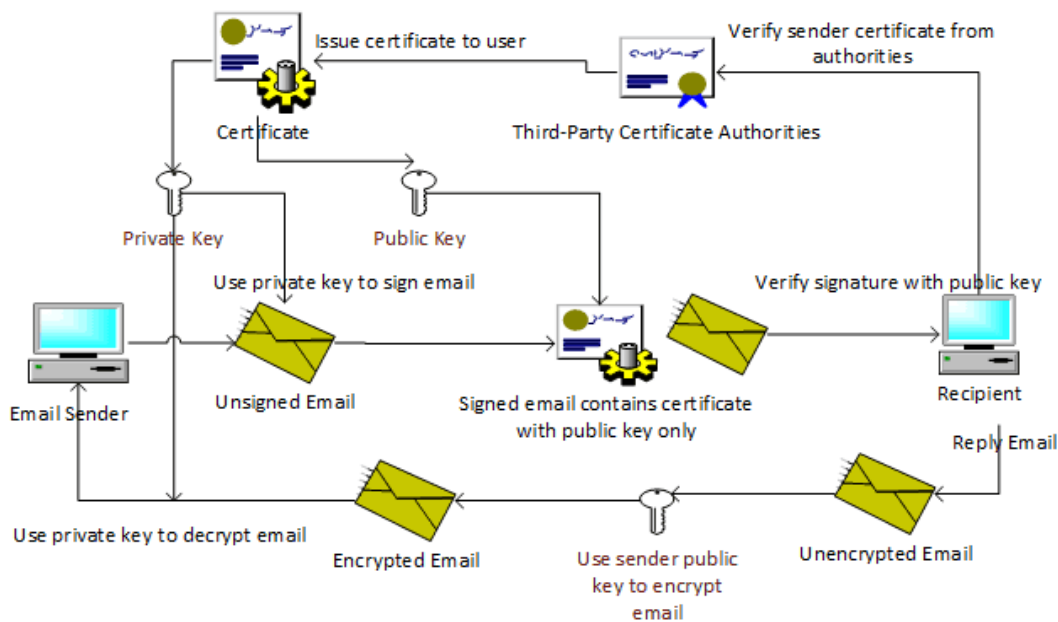 Issue certificate to user
Verify sender certificate from
authorities
Certificate
Third-Party Certificate Authorities
Private Key
Public Key
Use private key to sign email
Verify signature with public key
Email Sender
Unsigned Email
Signed email contains certificate
with public key only
Recipient
Reply Email
Use private key to decrypt email
Encrypted Email
Use sender public
key to encrypt
email
Unencrypted Email